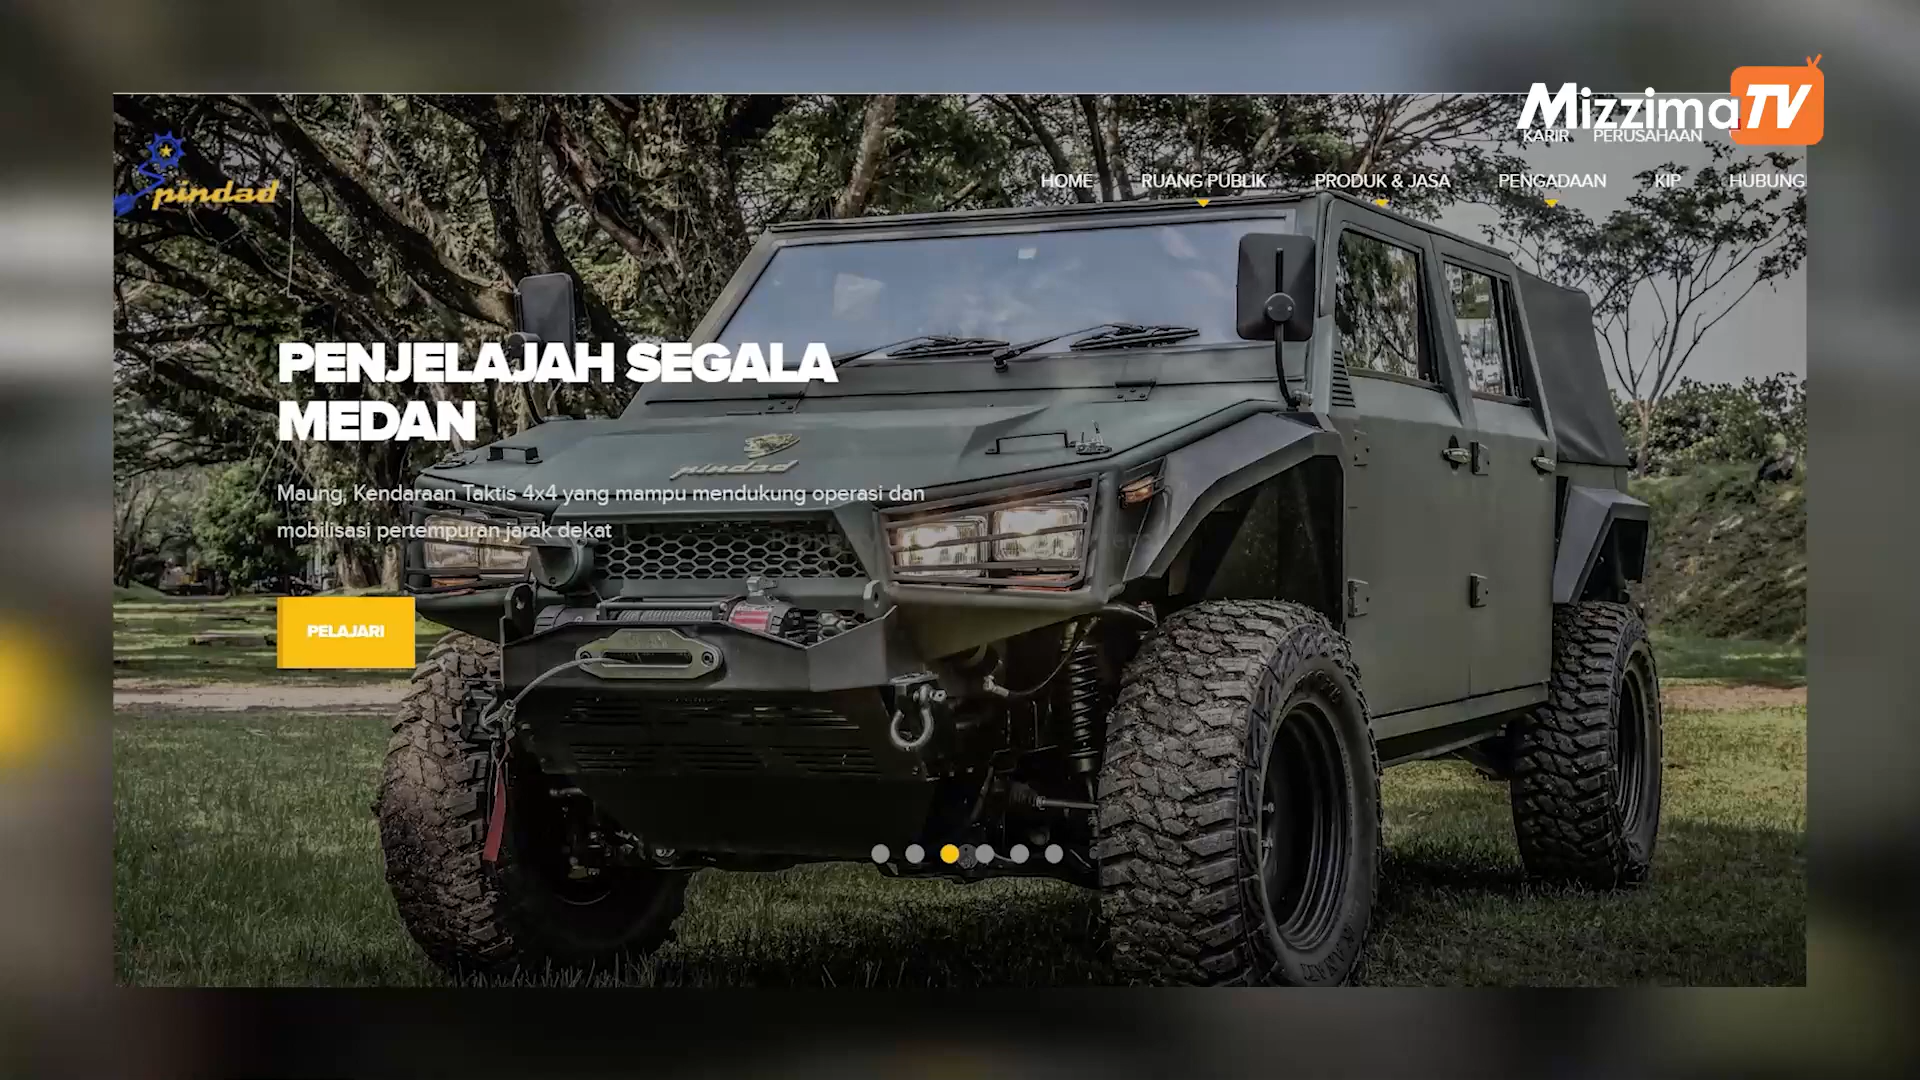 MizzimaTV
KARIR PERUSAHAAN
pindad
HOME RUANG PUBLIK PRODUK & JASA PENGADAAN KIP HUBUNGI
PENJELAJAH SEGALA
MEDAN
pindad
Maung, Kendaraan Taktis 4x4 yang mampu mendukung operasi dan
mobilisasi pertempuran jarak dekat
PELAJARI